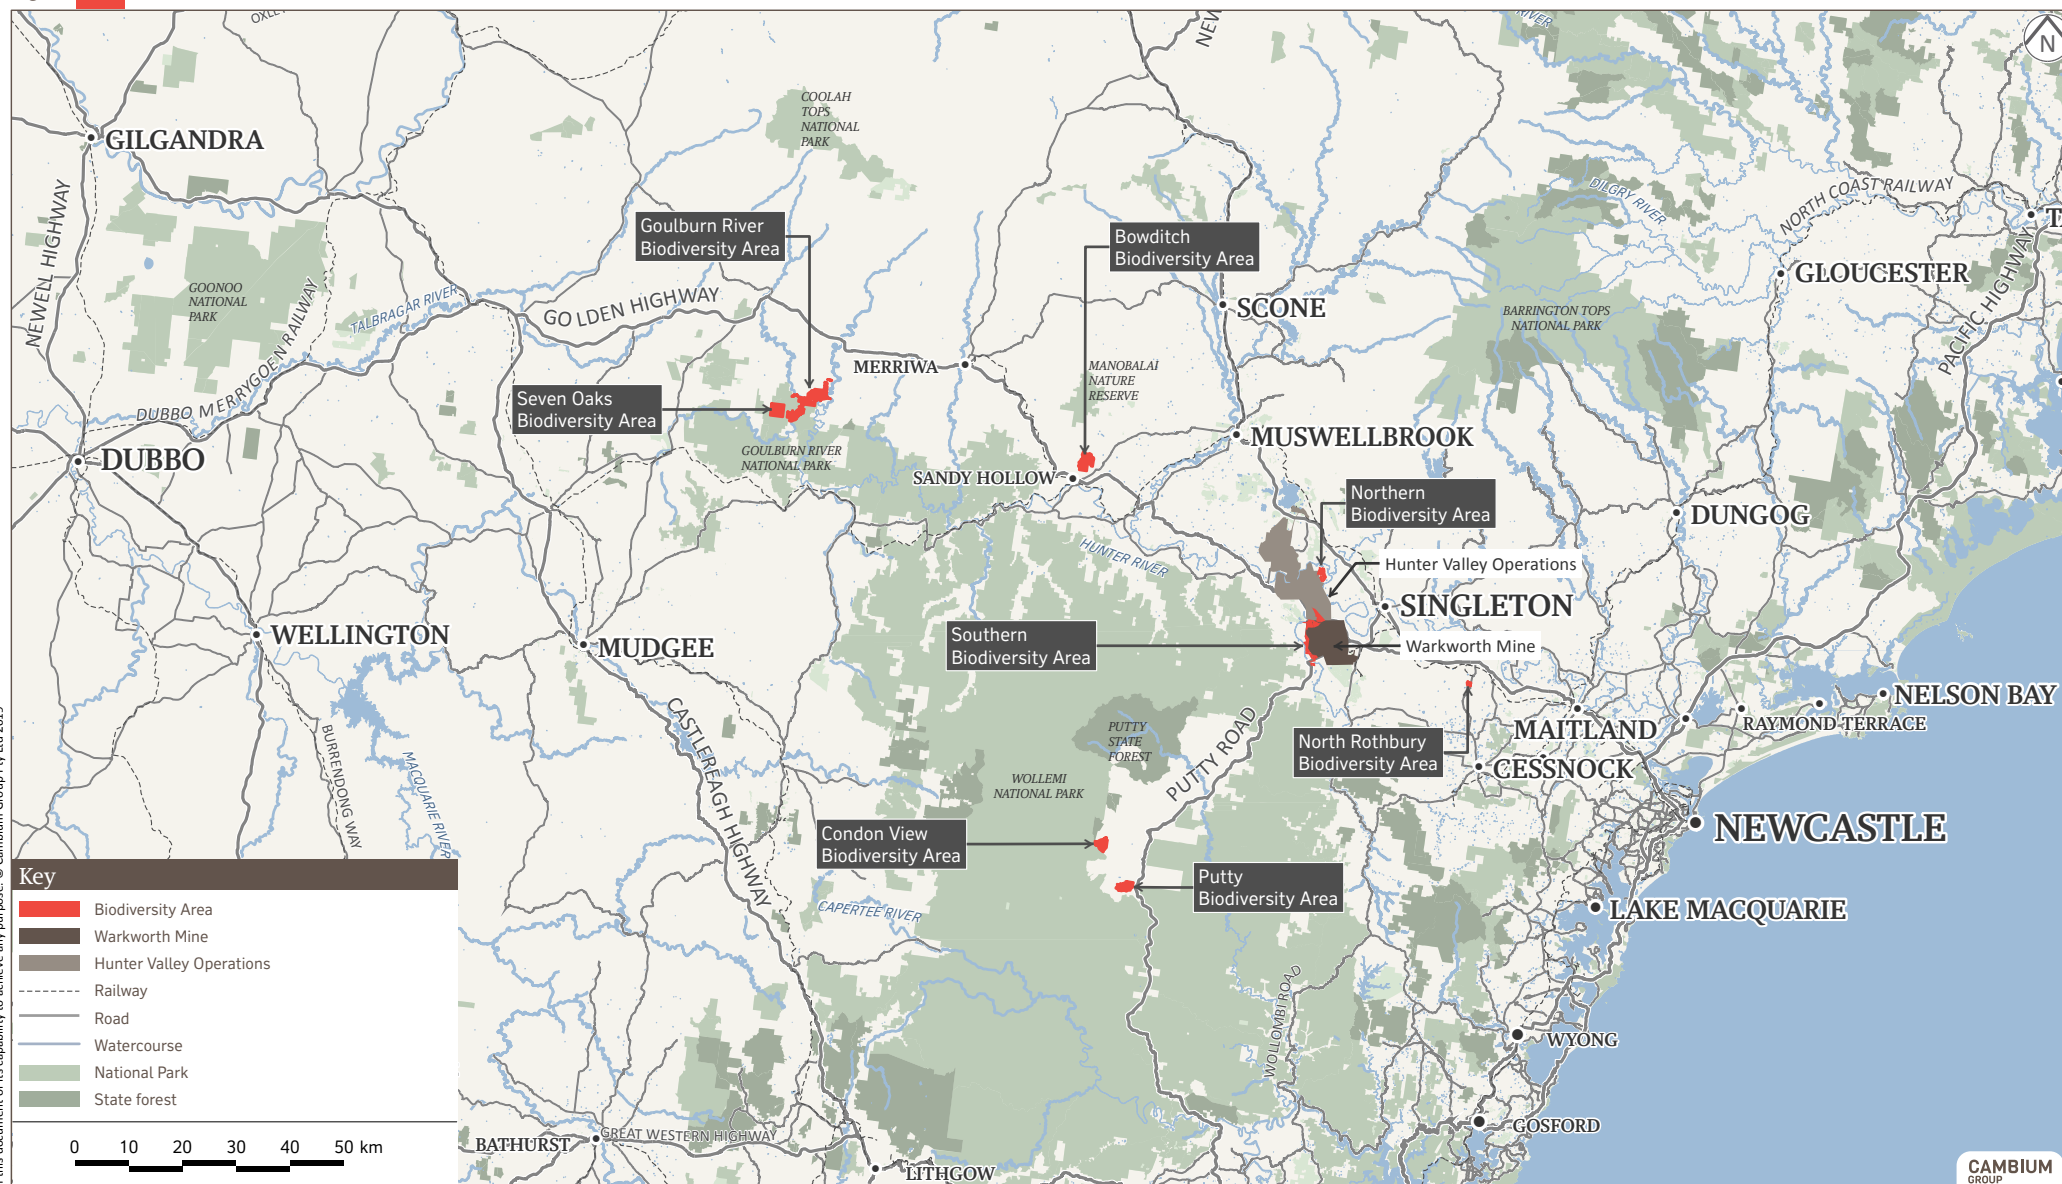 N
OXLEY
NEW
RIVER
COOLAH
TOPS
NATIONAL
PARK
GILGANDRA
NEWELL HIGHWAY
DILGRY RIVER
NORTH COAST RAILWAY
Goulburn River
Biodiversity Area
Bowditch
Biodiversity Area
GOONOO
NATIONAL
PARK
TALBRAGAR RIVER
GOLDEN HIGHWAY
SCONE
GLOUCESTER
PACIFIC HIGHWAY
BARRINGTON TOPS
NATIONAL PARK
DUBBO MERRYGOEN RAILWAY
MERRIWA
MANOBALAI
NATURE
RESERVE
Seven Oaks
Biodiversity Area
DUBBO
GOULBURN RIVER
NATIONAL PARK
SANDY HOLLOW
MUSWELLBROOK
Northern
Biodiversity Area
DUNGOG
HUNTER RIVER
Hunter Valley Operations
SINGLETON
WELLINGTON
MUDGEE
Southern
Biodiversity Area
Warkworth Mine
NELSON BAY
RAYMOND TERRACE
MAITLAND
CASTLEREAGH HIGHWAY
BURRENDONG WAY
MACQUARIE RIVER
PUTTY
STATE
FOREST
PUTTY ROAD
North Rothbury
Biodiversity Area
CESSNOCK
WOLLEMI
NATIONAL PARK
NEWCASTLE
Condon View
Biodiversity Area
Putty
Biodiversity Area
CAPERTEE RIVER
LAKE MACQUARIE
WOLLOMBI ROAD
WYONG
GOSFORD
BATHURST
GREAT WESTERN HIGHWAY
LITHGOW
Key
Biodiversity Area
Warkworth Mine
Hunter Valley Operations
Railway
Road
Watercourse
National Park
State forest
0 10 20 30 40 50 km
CAMBIUM
GROUP